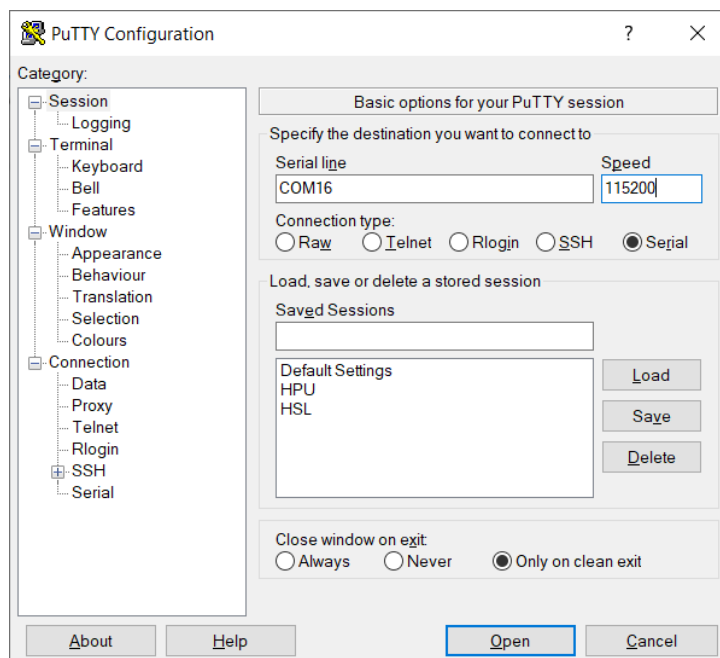 PuTTY Configuration
?
Category:
Session
Logging
Terminal
Keyboard
Bell
Features
Window
Appearance
Behaviour
Translation
Selection
Colours
Connection
Data
Proxy
Telnet
Rlogin
SSH
Serial
Basic options for your PuTTY session
Specify the destination you want to connect to
Serial line Speed
COM16 115200
Connection type:
Raw Telnet Rlogin SSH Serial
Load, save or delete a stored session
Saved Sessions
Default Settings
HPU
HSL
Load
Save
Delete
Close window on exit:
Always Never Only on clean exit
About Help Open Cancel